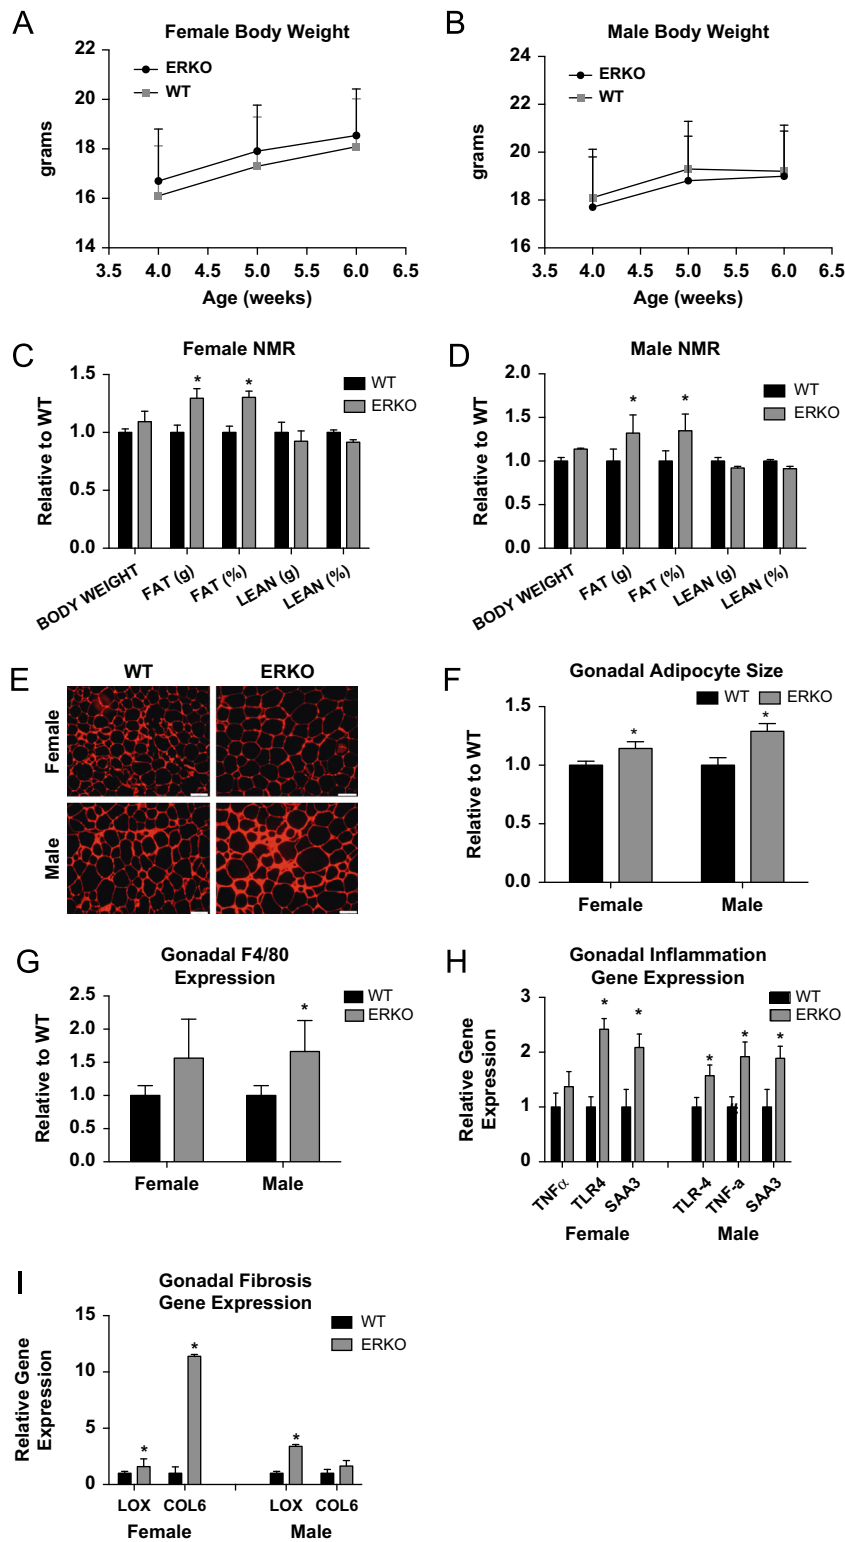 A
Female Body Weight
22
20
18
16
14
grams
ERKO
WT
3.5 4.0 4.5 5.0 5.5 6.0 6.5
Age (weeks)
B
Male Body Weight
24
22
20
18
16
grams
ERKO
WT
3.5 4.0 4.5 5.0 5.5 6.0 6.5
Age (weeks)
C
Female NMR
1.5
1.0
0.5
0.0
Relative to WT
WT
ERKO
* *
BODY WEIGHT FAT (g) FAT (%) LEAN (g) LEAN (%)
D
Male NMR
2.0
1.5
1.0
0.5
0.0
Relative to WT
WT
ERKO
* *
BODY WEIGHT FAT (g) FAT (%) LEAN (g) LEAN (%)
E
WT ERKO
Female
Male
F
Gonadal Adipocyte Size
WT ERKO
1.5
1.0
0.5
0.0
Relative to WT
* *
Female Male
G
Gonadal F4/80
Expression
2.5
2.0
1.5
1.0
0.5
0.0
Relative to WT
WT
ERKO
*
Female Male
H
Gonadal Inflammation
Gene Expression
3
2
1
0
Relative Gene
Expression
WT
ERKO
* * * * *
#
TNFα TLR4 SAA3 TLR-4 TNF-a SAA3
Female Male
I
Gonadal Fibrosis
Gene Expression
15
10
5
0
Relative Gene
Expression
WT
ERKO
* * *
LOX COL6 LOX COL6
Female Male